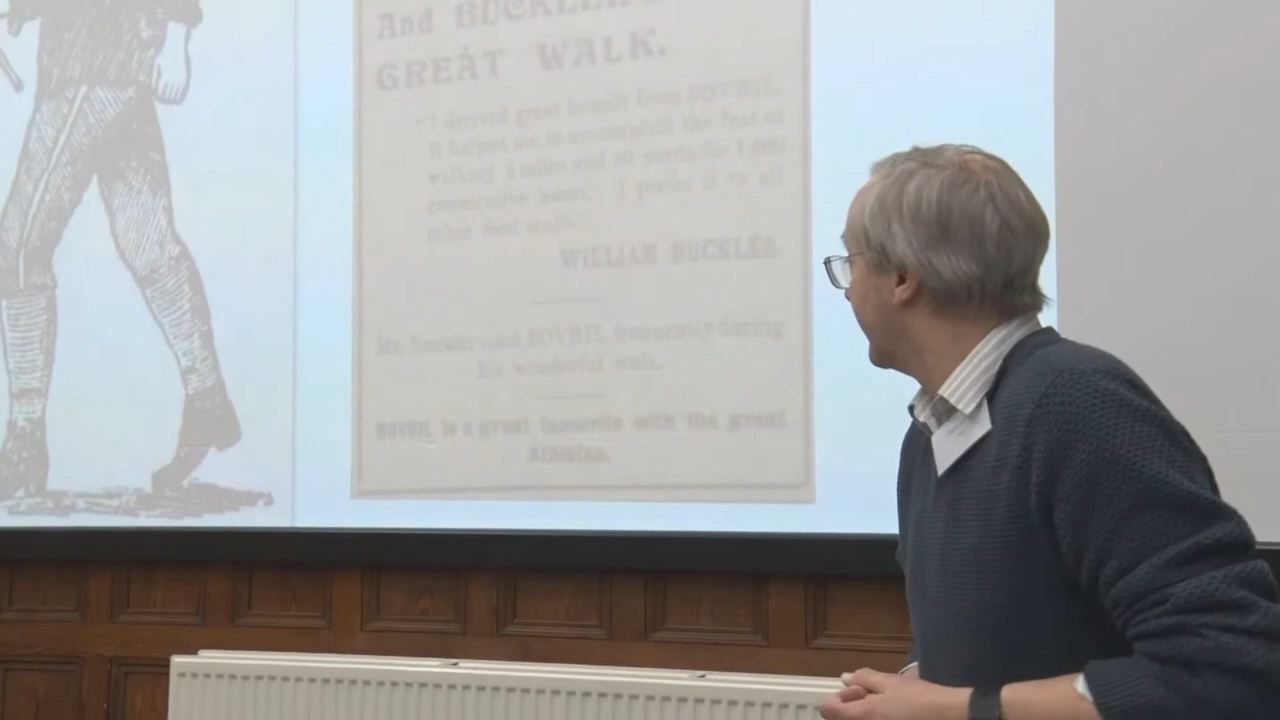 And BUCKLER'S
GREAT WALK.
"I derived great benefit from BOVRIL.
It helped me to accomplish the feat of
walking 3 miles and yards for 1,000
consecutive hours. I prefer it to all
other food stuffs."
WILLIAM BUCKLER.
Mr. Buckler used BOVRIL frequently during
his wonderful walk.
BOVRIL is a great favourite with the great
Athletes.